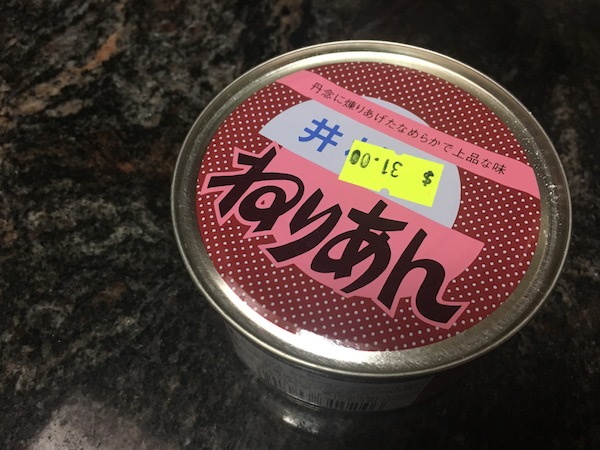 丹念に煉りあげたなめらかで上品な味
井
$ 31.00
ねりあん